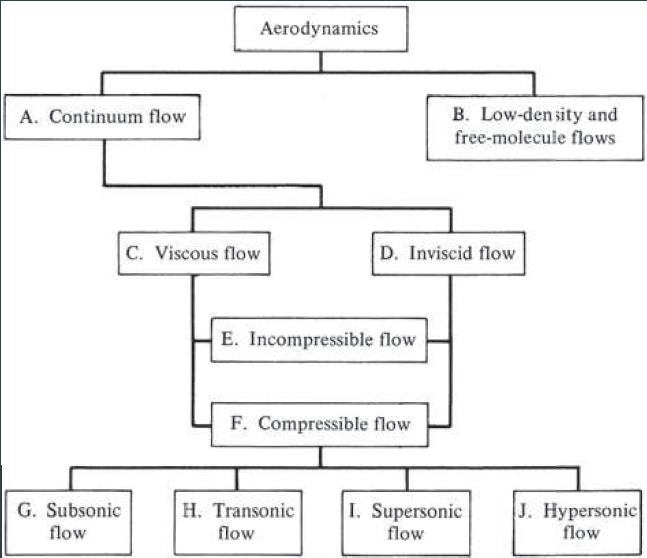 Aerodynamics
A. Continuum flow
B. Low-density and
free-molecule flows
C. Viscous flow
D. Inviscid flow
E. Incompressible flow
F. Compressible flow
G. Subsonic
flow
H. Transonic
flow
I. Supersonic
flow
J. Hypersonic
flow